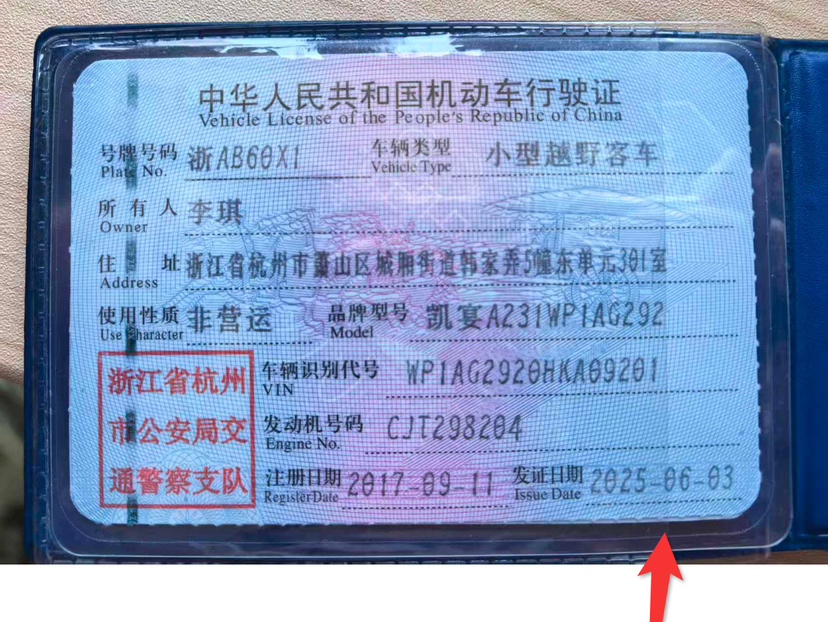 中华人民共和国机动车行驶证
Vehicle License of the People's Republic of China
号牌号码 浙AB60X1 车辆类型 小型越野客车
Plate No. Vehicle Type
所有人 李琪
Owner
住址 浙江省杭州市萧山区城厢街道韩家弄5幢东单元301室
Address
使用性质 非营运 品牌型号 凯宴A231WP1AG292
Use Character Model
浙江省杭州 车辆识别代号 WP1AG2920HKA09201
VIN
市公安局交 发动机号码 CJT298204
Engine No.
通警察支队 注册日期 2017-09-11 发证日期 2025-06-03
Register Date Issue Date